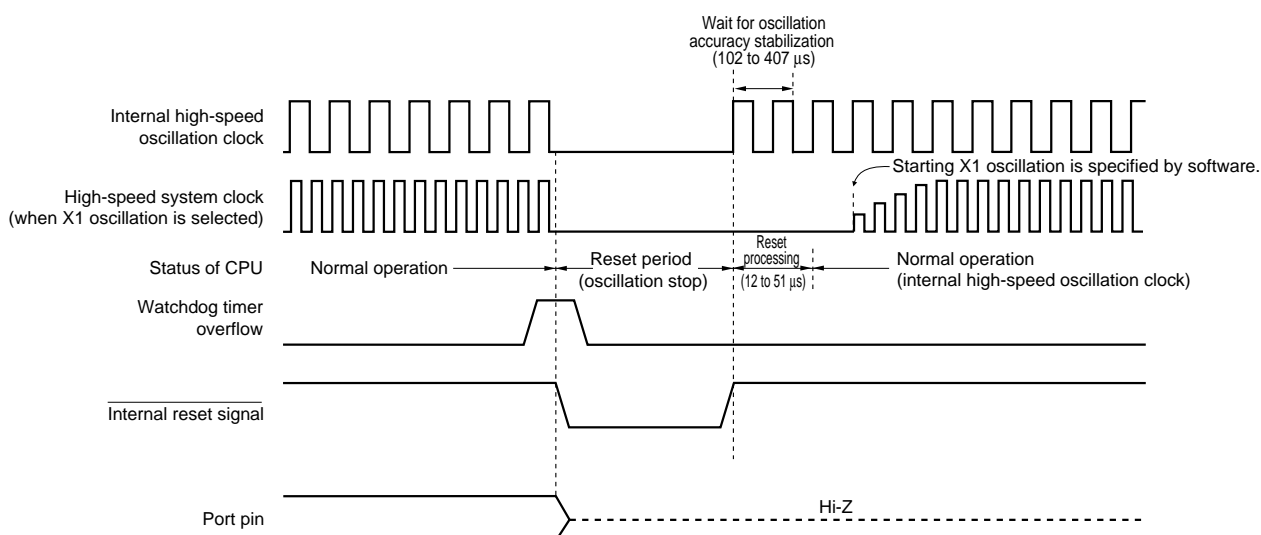 Wait for oscillation
accuracy stabilization
(102 to 407 μs)
Internal high-speed
oscillation clock
Starting X1 oscillation is specified by software.
High-speed system clock
(when X1 oscillation is selected)
Status of CPU
Normal operation
Reset period
(oscillation stop)
Reset
processing
(12 to 51 μs)
Normal operation
(internal high-speed oscillation clock)
Watchdog timer
overflow
Internal reset signal
Port pin
Hi-Z